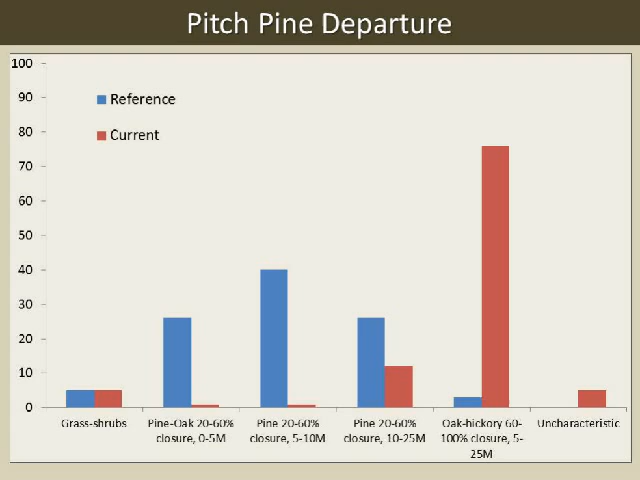 Pitch Pine Departure
100
90
80
70
60
50
40
30
20
10
0
Reference
Current
Grass-shrubs
Pine-Oak 20-60%
closure, 0-5M
Pine 20-60%
closure, 5-10M
Pine 20-60%
closure, 10-25M
Oak-hickory 60-
100% closure, 5-
25M
Uncharacteristic